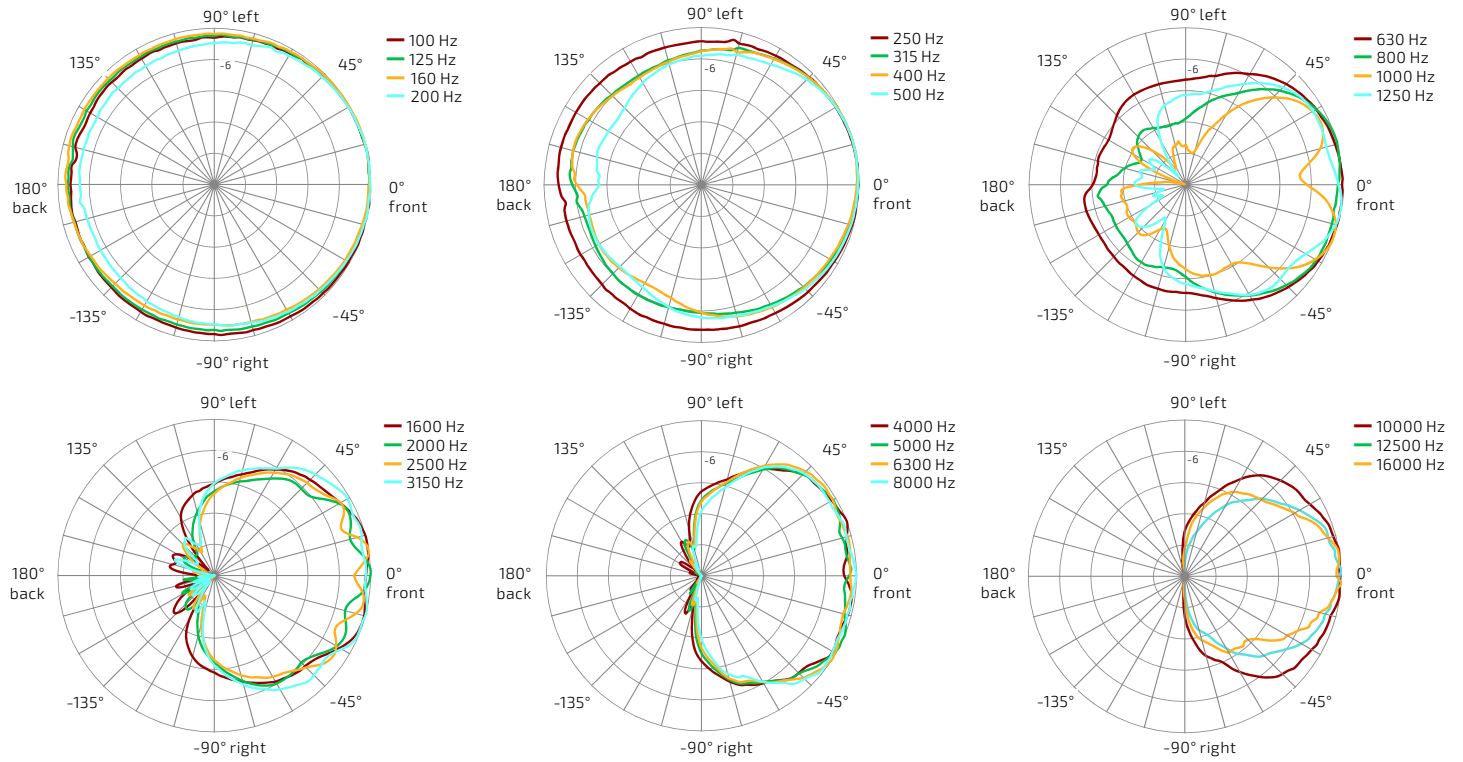 90° left
100 Hz
125 Hz
160 Hz
200 Hz
135°
-6
45°
180°
back
0°
front
-135°
-45°
-90° right
90° left
250 Hz
315 Hz
400 Hz
500 Hz
135°
-6
45°
180°
back
0°
front
-135°
-45°
-90° right
90° left
630 Hz
800 Hz
1000 Hz
1250 Hz
135°
-6
45°
180°
back
0°
front
-135°
-45°
-90°
90° left
1600 Hz
2000 Hz
2500 Hz
3150 Hz
135°
-6
45°
180°
back
0°
front
-135°
-45°
-90° right
90° left
4000 Hz
5000 Hz
6300 Hz
8000 Hz
135°
-6
45°
180°
back
0°
front
-135°
-45°
-90° right
90° left
10000 Hz
12500 Hz
16000 Hz
135°
-6
45°
180°
back
0°
front
-135°
-45°
-90° right